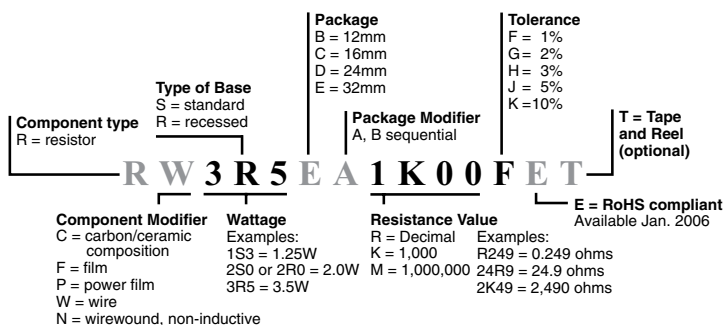 Package
B = 12mm
C = 16mm
D = 24mm
E = 32mm
Tolerance
F = 1%
G= 2%
H= 3%
J = 5%
K =10%
Type of Base
S = standard
R = recessed
Component type
R = resistor
Package Modifier
A, B sequential
T = Tape
and Reel
(optional)
R W 3 R 5 E A 1 K 0 0 F E T
E = RoHS compliant
Available Jan. 2006
Component Modifier
C = carbon/ceramic
composition
F = film
P = power film
W = wire
N = wirewound, non-inductive
Wattage
Examples:
1S3 = 1.25W
2S0 or 2R0 = 2.0W
3R5 = 3.5W
Resistance Value
R = Decimal
K = 1,000
M = 1,000,000
Examples:
R249 = 0.249 ohms
24R9 = 24.9 ohms
2K49 = 2,490 ohms